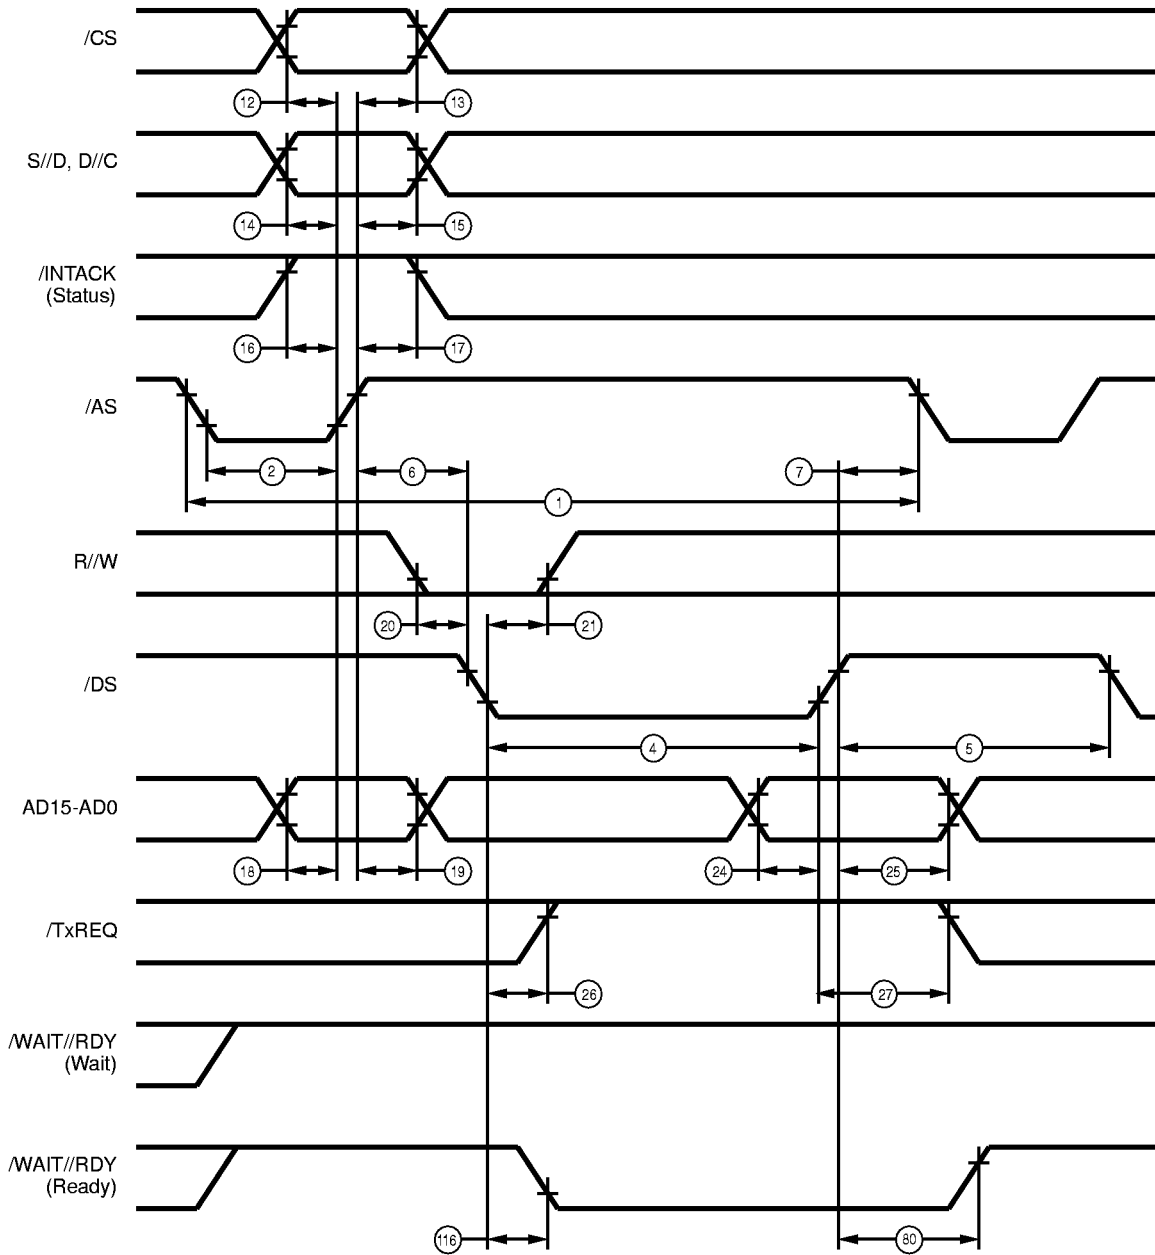 /CS
12
13
S//D, D//C
14
15
/INTACK
(Status)
16
17
/AS
2
6
7
1
R//W
20
21
/DS
4
5
AD15-AD0
18
19
24
25
/TxREQ
26
27
/WAIT//RDY
(Wait)
/WAIT//RDY
(Ready)
116
80